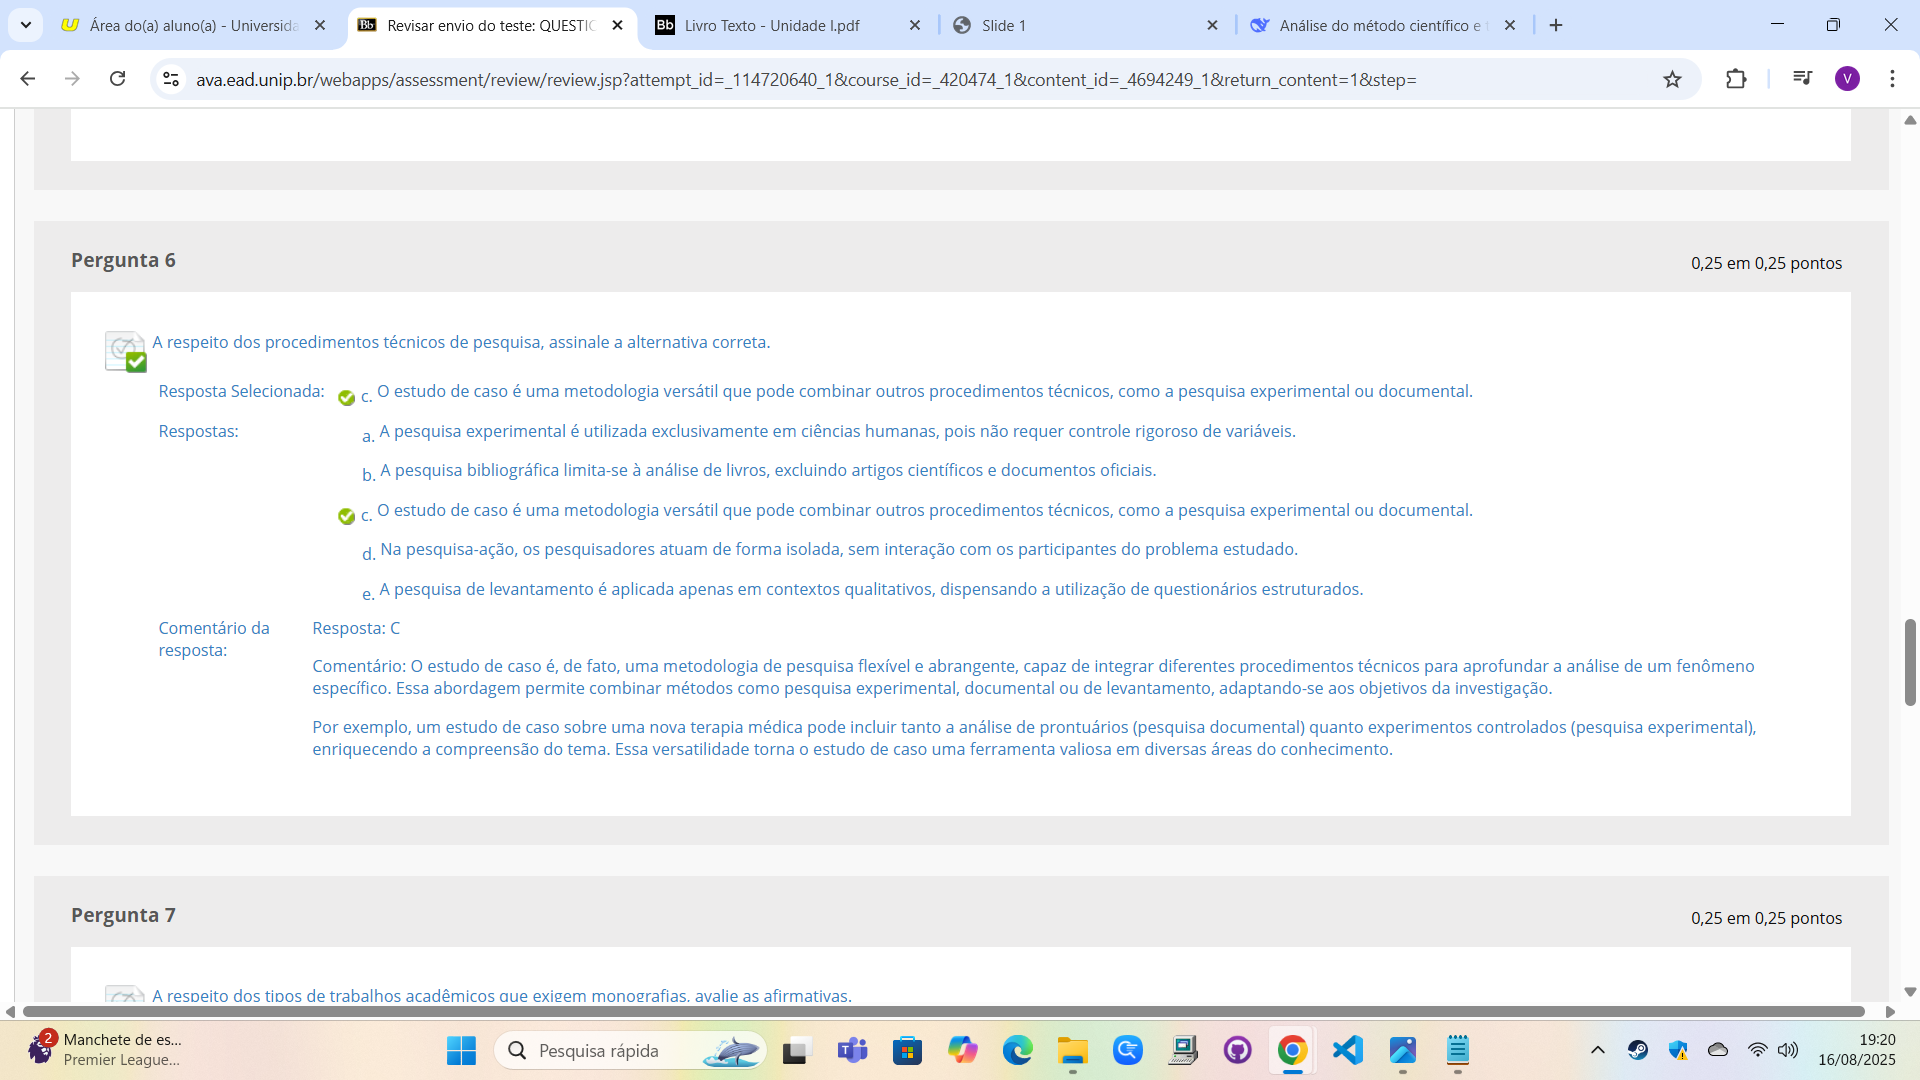 Área do(a) aluno(a) - Universida
Revisar envio do teste: QUESTIO
Livro Texto - Unidade I.pdf
Slide 1
Análise do método científico e
ava.ead.unip.br/webapps/assessment/review/review.jsp?attempt_id=_114720640_1&course_id=_420474_1&content_id=_4694249_1&return_content=1&step=
V
Pergunta 6
0,25 em 0,25 pontos
A respeito dos procedimentos técnicos de pesquisa, assinale a alternativa correta.
Resposta Selecionada: c. O estudo de caso é uma metodologia versátil que pode combinar outros procedimentos técnicos, como a pesquisa experimental ou documental.
Respostas: a. A pesquisa experimental é utilizada exclusivamente em ciências humanas, pois não requer controle rigoroso de variáveis.
b. A pesquisa bibliográfica limita-se à análise de livros, excluindo artigos científicos e documentos oficiais.
c. O estudo de caso é uma metodologia versátil que pode combinar outros procedimentos técnicos, como a pesquisa experimental ou documental.
d. Na pesquisa-ação, os pesquisadores atuam de forma isolada, sem interação com os participantes do problema estudado.
e. A pesquisa de levantamento é aplicada apenas em contextos qualitativos, dispensando a utilização de questionários estruturados.
Comentário da
resposta:
Resposta: C
Comentário: O estudo de caso é, de fato, uma metodologia de pesquisa flexível e abrangente, capaz de integrar diferentes procedimentos técnicos para aprofundar a análise de um fenômeno
específico. Essa abordagem permite combinar métodos como pesquisa experimental, documental ou de levantamento, adaptando-se aos objetivos da investigação.
Por exemplo, um estudo de caso sobre uma nova terapia médica pode incluir tanto a análise de prontuários (pesquisa documental) quanto experimentos controlados (pesquisa experimental),
enriquecendo a compreensão do tema. Essa versatilidade torna o estudo de caso uma ferramenta valiosa em diversas áreas do conhecimento.
Pergunta 7
0,25 em 0,25 pontos
A respeito dos tipos de trabalhos acadêmicos que exigem monografias, avalie as afirmativas.
2
Manchete de es...
Premier League...
Pesquisa rápida
19:20
16/08/2025